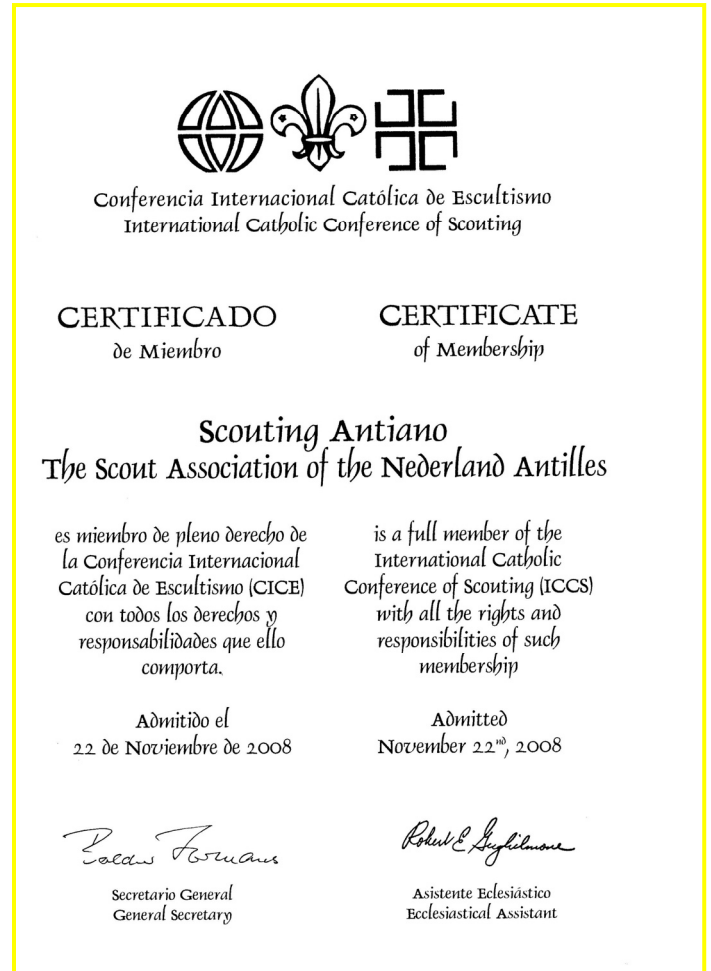 Conferencia Internacional Católica de Escultismo
International Catholic Conference of Scouting
CERTIFICADO
de Miembro
CERTIFICATE
of Membership
Scouting Antiano
The Scout Association of the Nederland Antilles
es miembro de pleno derecho de
la Conferencia Internacional
Católica de Escultismo (CICE)
con todos los derechos y
responsabilidades que ello
comporta.
Admitido el
22 de Noviembre de 2008
is a full member of the
International Catholic
Conference of Scouting (ICCS)
with all the rights and
responsibilities of such
membership
Admitted
November 22nd, 2008
Secretario General
General Secretary
Robert E Guglielmone
Asistente Eclesiástico
Ecclesiastical Assistant